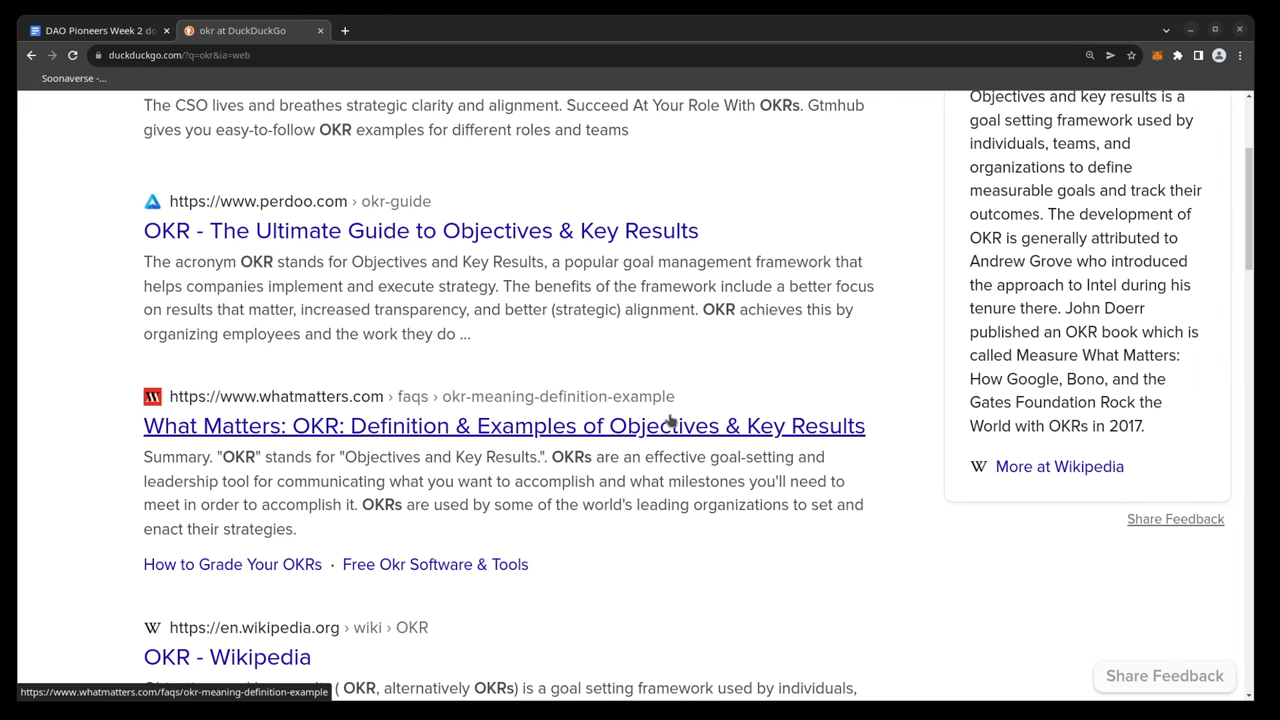 DAO Pioneers Week 2 do
okr at DuckDuckGo
duckduckgo.com/?q=okr&ia=web
Soonaverse -...
The CSO lives and breathes strategic clarity and alignment. Succeed At Your Role With OKRs. Gtmhub
gives you easy-to-follow OKR examples for different roles and teams
https://www.perdoo.com › okr-guide
OKR - The Ultimate Guide to Objectives & Key Results
The acronym OKR stands for Objectives and Key Results, a popular goal management framework that
helps companies implement and execute strategy. The benefits of the framework include a better focus
on results that matter, increased transparency, and better (strategic) alignment. OKR achieves this by
organizing employees and the work they do ...
https://www.whatmatters.com › faqs › okr-meaning-definition-example
What Matters: OKR: Definition & Examples of Objectives & Key Results
Summary. "OKR" stands for "Objectives and Key Results.". OKRs are an effective goal-setting and
leadership tool for communicating what you want to accomplish and what milestones you'll need to
meet in order to accomplish it. OKRs are used by some of the world's leading organizations to set and
enact their strategies.
How to Grade Your OKRs · Free Okr Software & Tools
W https://en.wikipedia.org › wiki › OKR
OKR - Wikipedia
( OKR, alternatively OKRs) is a goal setting framework used by individuals,
https://www.whatmatters.com/faqs/okr-meaning-definition-example
Objectives and key results is a
goal setting framework used by
individuals, teams, and
organizations to define
measurable goals and track their
outcomes. The development of
OKR is generally attributed to
Andrew Grove who introduced
the approach to Intel during his
tenure there. John Doerr
published an OKR book which is
called Measure What Matters:
How Google, Bono, and the
Gates Foundation Rock the
World with OKRs in 2017.
W More at Wikipedia
Share Feedback
Share Feedback